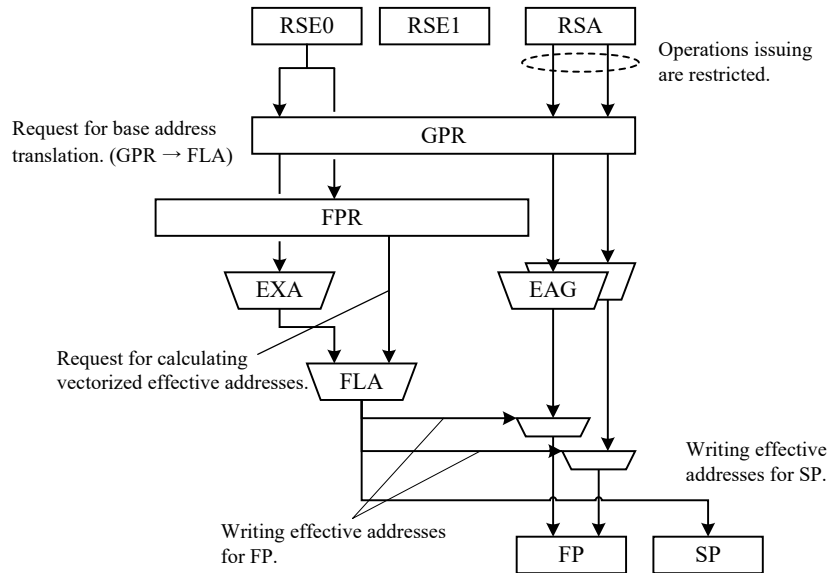 RSE0
RSE1
RSA
Operations issuing
are restricted.
Request for base address
translation. (GPR → FLA)
GPR
FPR
EXA
EAG
Request for calculating
vectorized effective addresses.
FLA
Writing effective
addresses for SP.
Writing effective addresses
for FP.
FP
SP